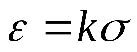 ε = kσ